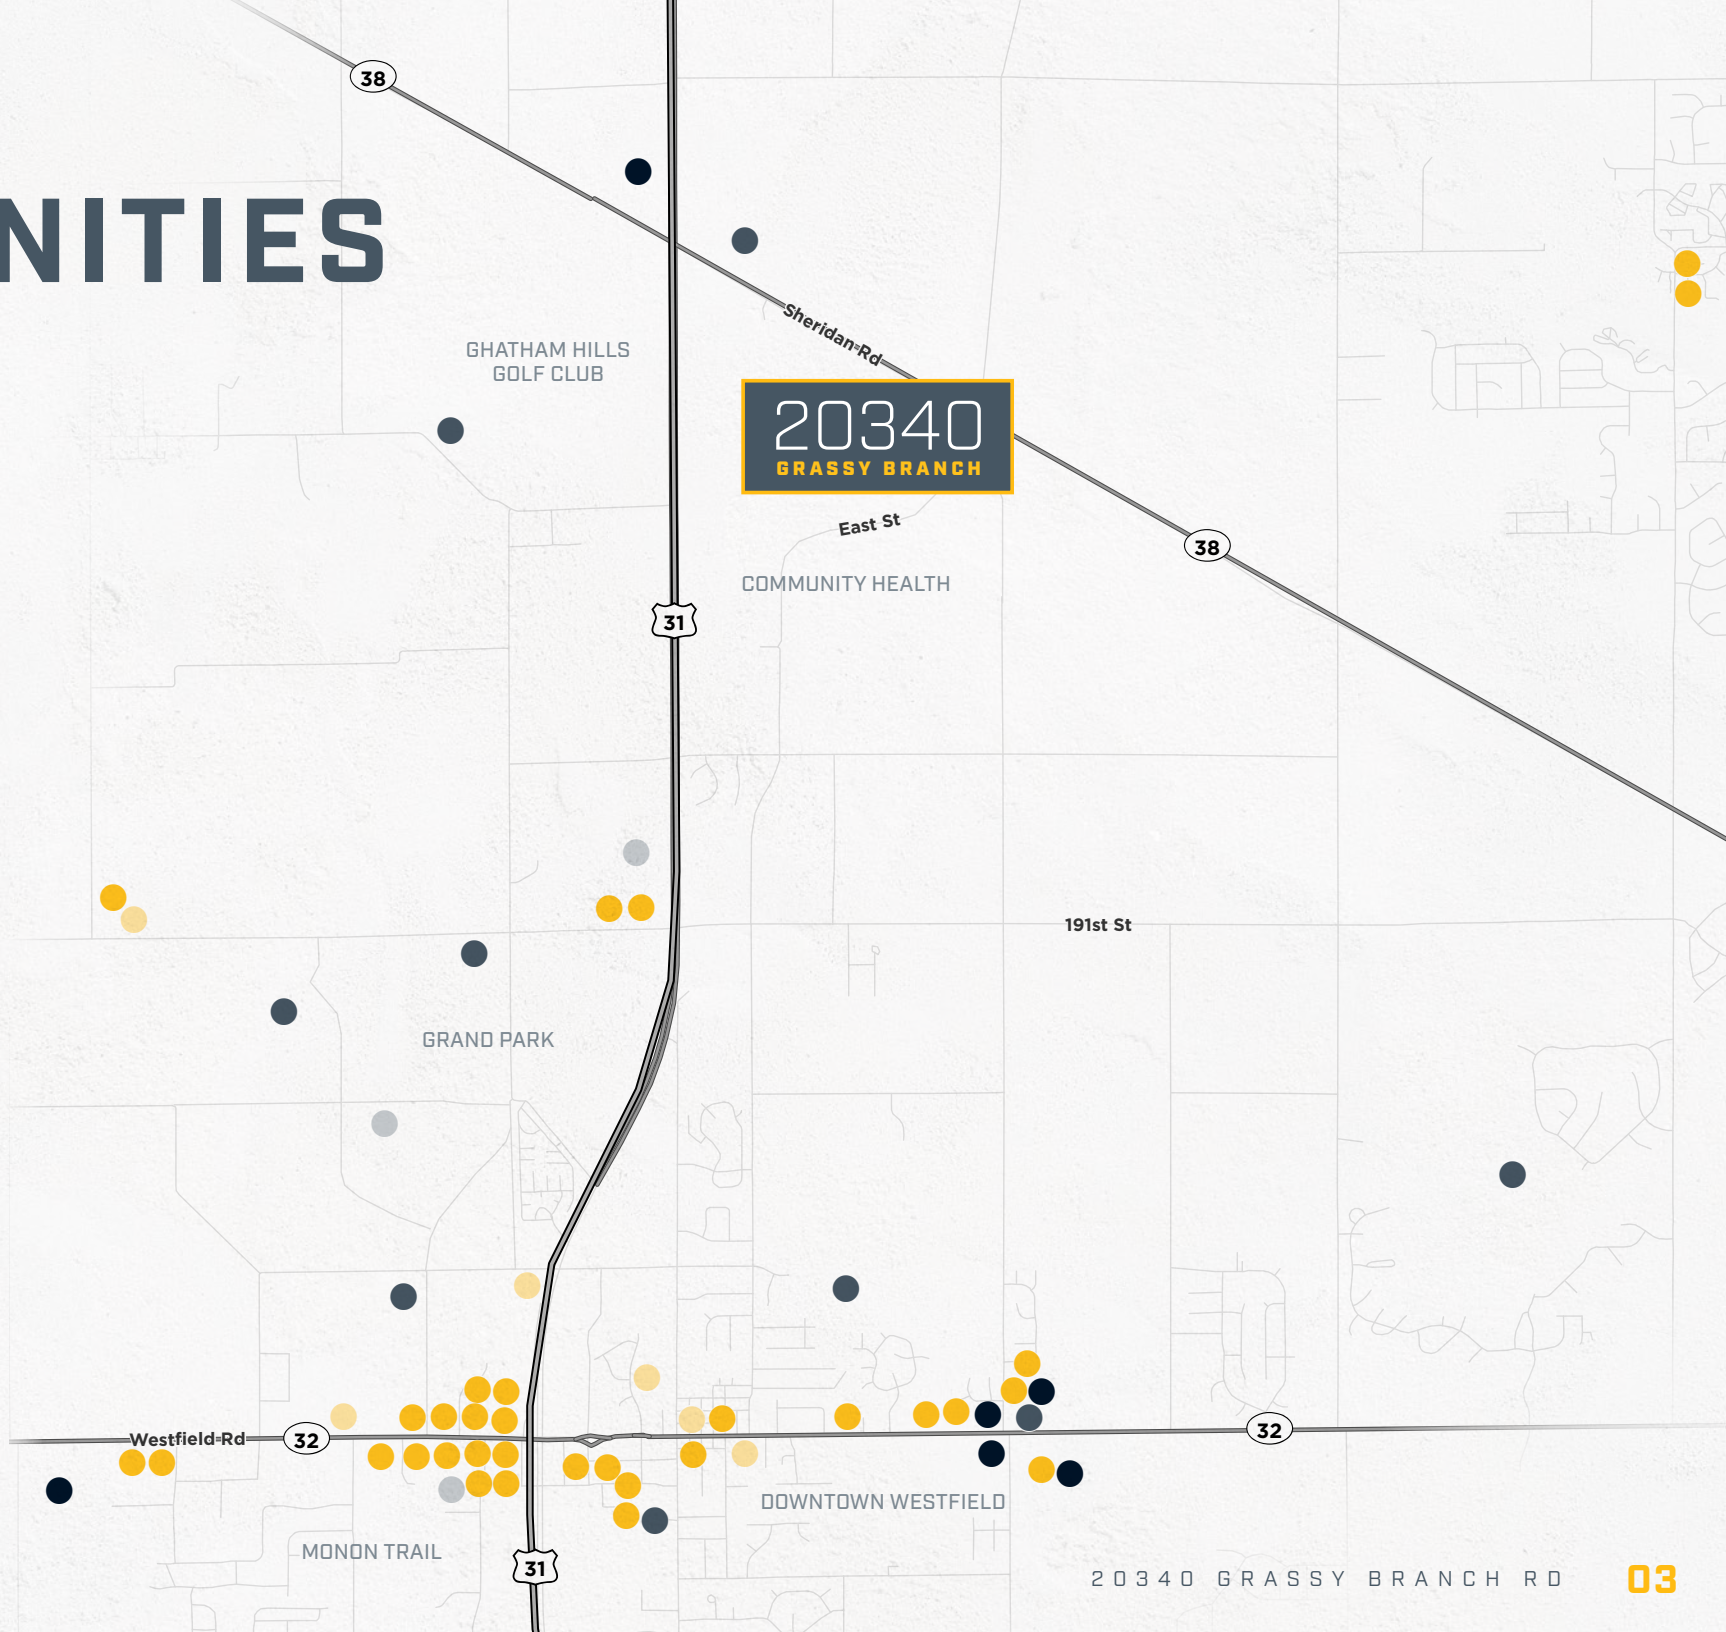 38
NITIES
Sheridan Rd
GHATHAM HILLS
GOLF CLUB
20340
GRASSY BRANCH
East St
38
COMMUNITY HEALTH
31
191st St
GRAND PARK
Westfield Rd
32
32
DOWNTOWN WESTFIELD
MONON TRAIL
31
20340 GRASSY BRANCH RD
03